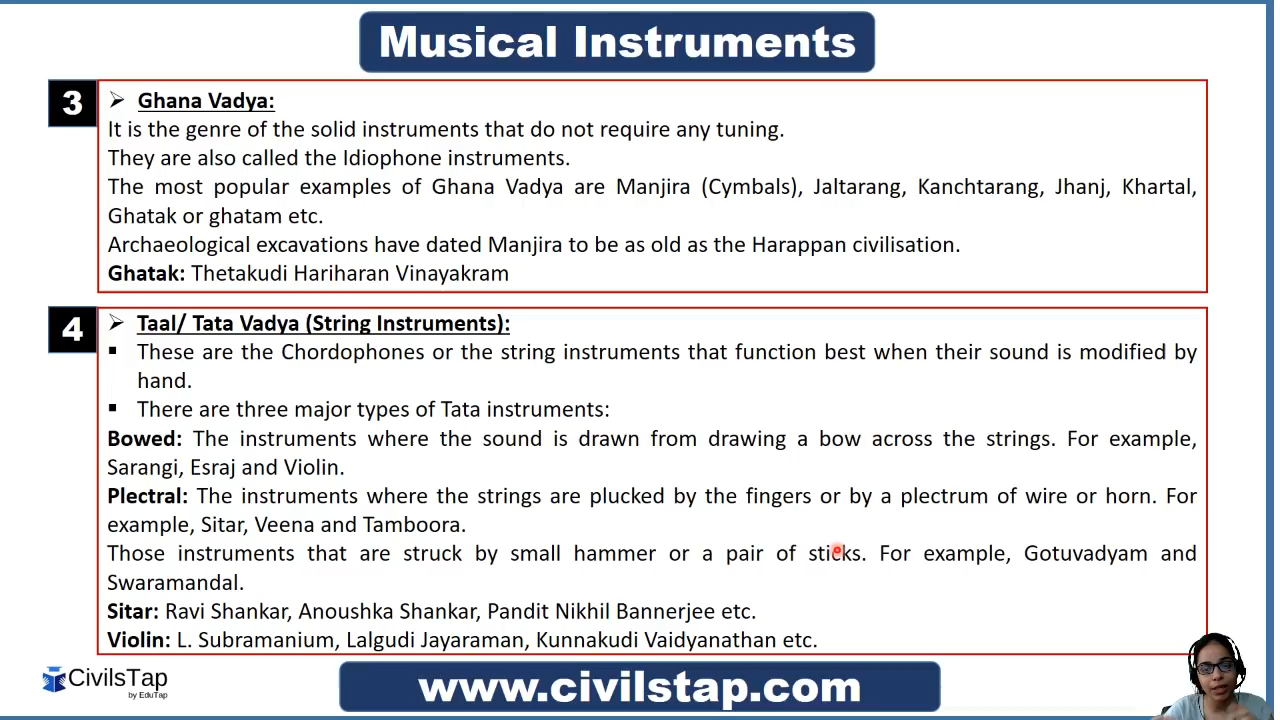 Musical Instruments
3
➢ Ghana Vadya:
It is the genre of the solid instruments that do not require any tuning.
They are also called the Idiophone instruments.
The most popular examples of Ghana Vadya are Manjira (Cymbals), Jaltarang, Kanchtarang, Jhanj, Khartal,
Ghatak or ghatam etc.
Archaeological excavations have dated Manjira to be as old as the Harappan civilisation.
Ghatak: Thetakudi Hariharan Vinayakram
4
➢ Taal/ Tata Vadya (String Instruments):
▪ These are the Chordophones or the string instruments that function best when their sound is modified by
hand.
▪ There are three major types of Tata instruments:
Bowed: The instruments where the sound is drawn from drawing a bow across the strings. For example,
Sarangi, Esraj and Violin.
Plectral: The instruments where the strings are plucked by the fingers or by a plectrum of wire or horn. For
example, Sitar, Veena and Tamboora.
Those instruments that are struck by small hammer or a pair of sticks. For example, Gotuvadyam and
Swaramandal.
Sitar: Ravi Shankar, Anoushka Shankar, Pandit Nikhil Bannerjee etc.
Violin: L. Subramanium, Lalgudi Jayaraman, Kunnakudi Vaidyanathan etc.
CivilsTap
by EduTap
www.civilstap.com